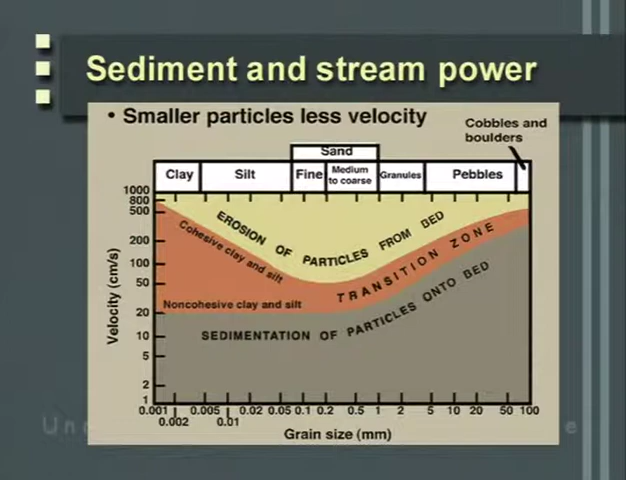 Sediment and stream power
• Smaller particles less velocity
Cobbles and
boulders
Sand
Clay
Silt
Fine
Medium
to coarse
Granules
Pebbles
1000
800
500
200
100
50
20
10
5
2
1
Velocity (cm/s)
EROSION OF PARTICLES FROM BED
Cohesive clay and silt
TRANSITION ZONE
Noncohesive clay and silt
SEDIMENTATION OF PARTICLES ONTO BED
0.001 0.005 0.02 0.05 0.1 0.2 0.5 1 2 5 10 20 50 100
0.002 0.01
Grain size (mm)